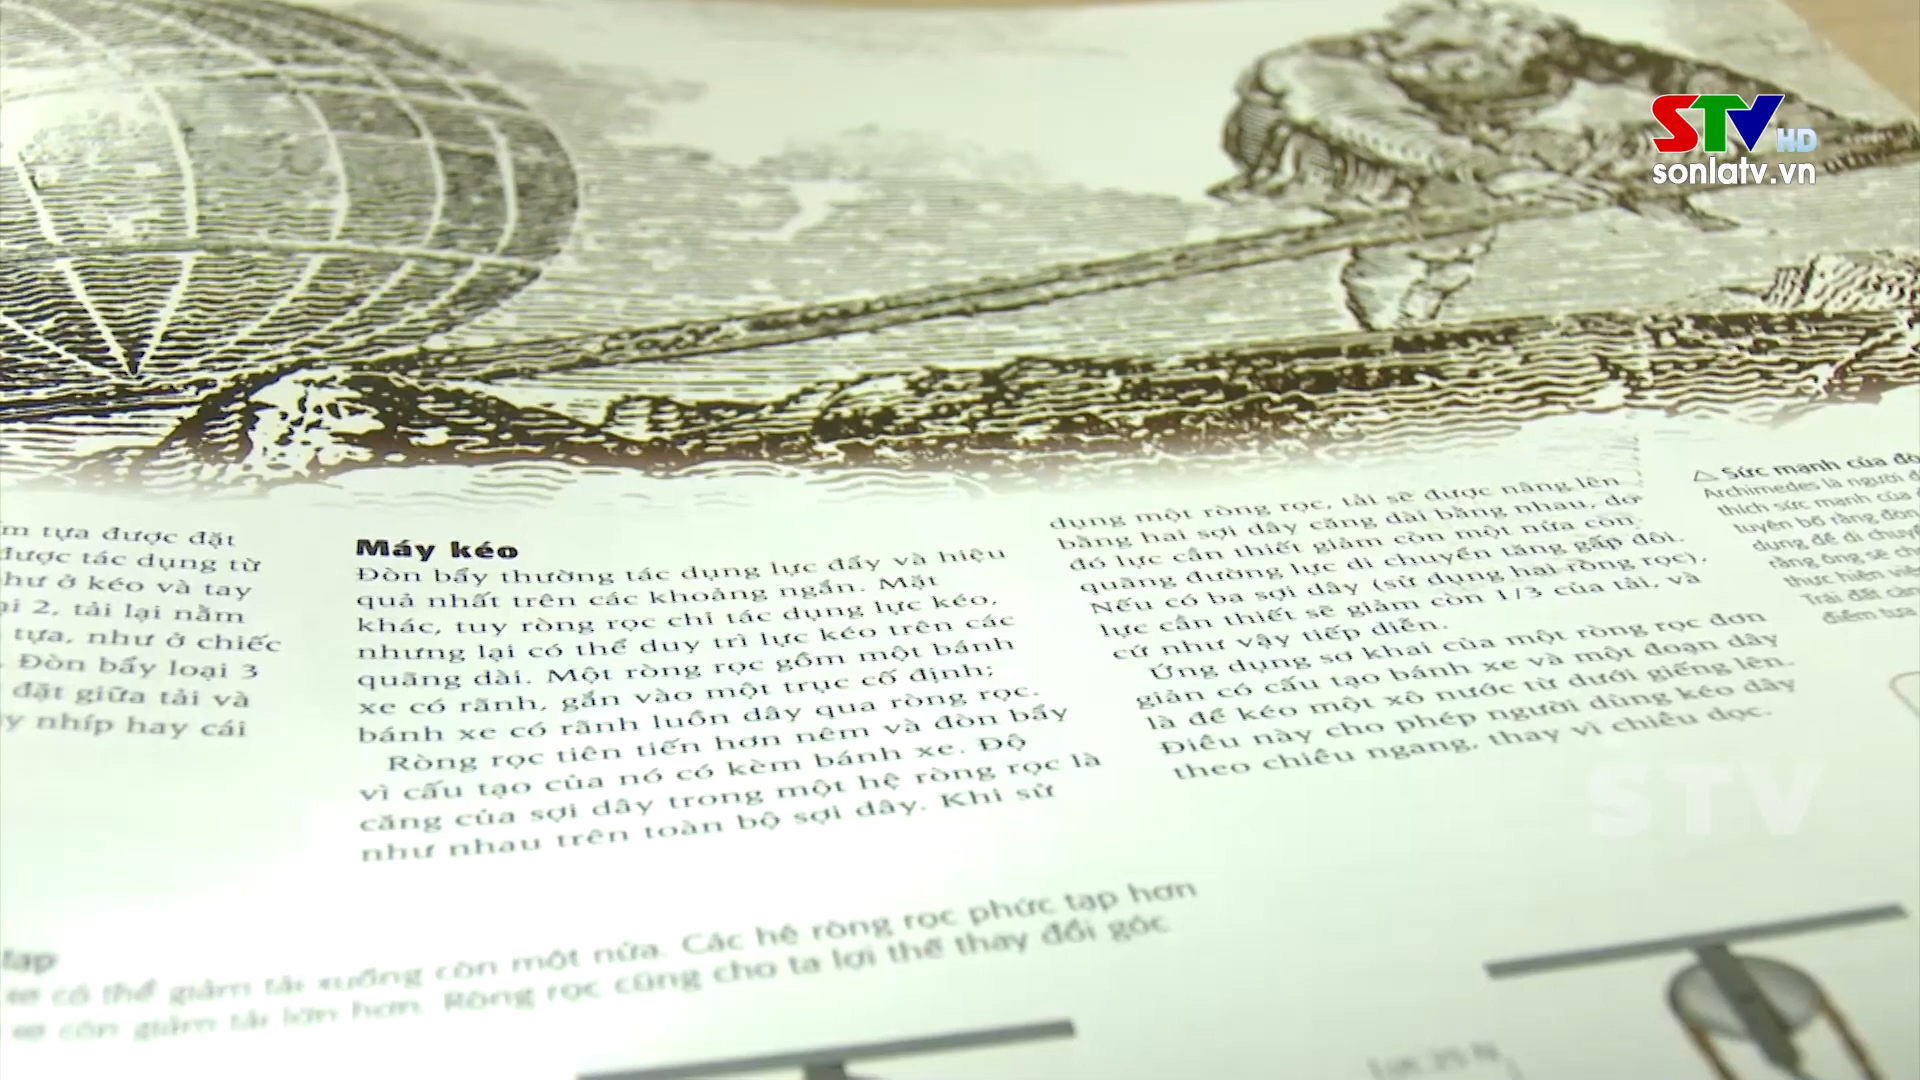 STV HD
sonlatv.vn
tựa được đặt
được tác dụng từ
như ở kéo và tay
2, tải lại nằm
tựa, như ở chiếc
. Đòn bẩy loại 3
đặt giữa tải và
nhíp hay cái
Máy kéo
Đòn bẩy thường tác dụng lực đẩy và hiệu
quả nhất trên các khoảng ngắn. Mặt
khác, tuy ròng rọc chỉ tác dụng lực kéo,
nhưng lại có thể duy trì lực kéo trên các
quãng dài. Một ròng rọc gồm một bánh
xe có rãnh, gắn vào một trục cố định;
bánh xe có rãnh luồn dây qua ròng rọc.
Ròng rọc tiên tiến hơn nêm và đòn bẩy
vì cấu tạo của nó có kèm bánh xe. Độ
căng của sợi dây trong một hệ ròng rọc là
như nhau trên toàn bộ sợi dây. Khi sử
dụng một ròng rọc, tải sẽ được nâng lên
bằng hai sợi dây căng dài bằng nhau, do
đó lực cần thiết giảm còn một nửa còn
quãng đường lực di chuyển tăng gấp đôi.
Nếu có ba sợi dây (sử dụng hai ròng rọc),
lực cần thiết sẽ giảm còn 1/3 của tải, và
cứ như vậy tiếp diễn.
Ứng dụng sơ khai của một ròng rọc đơn
giản có cấu tạo bánh xe và một đoạn dây
là để kéo một xô nước từ dưới giếng lên.
Điều này cho phép người dùng kéo dây
theo chiều ngang, thay vì chiều dọc.
△ Sức mạnh của
Archimedes là người
thích sức mạnh của
tuyên bố rằng đòn
dụng để di chuyển
rằng ông sẽ
thực hiện
Trái đất
điểm tựa
STV
có thể giảm tải xuống còn một nửa. Các hệ ròng rọc phức tạp hơn
còn giảm tải lớn hơn. Ròng rọc cũng cho ta lợi thế thay đổi góc